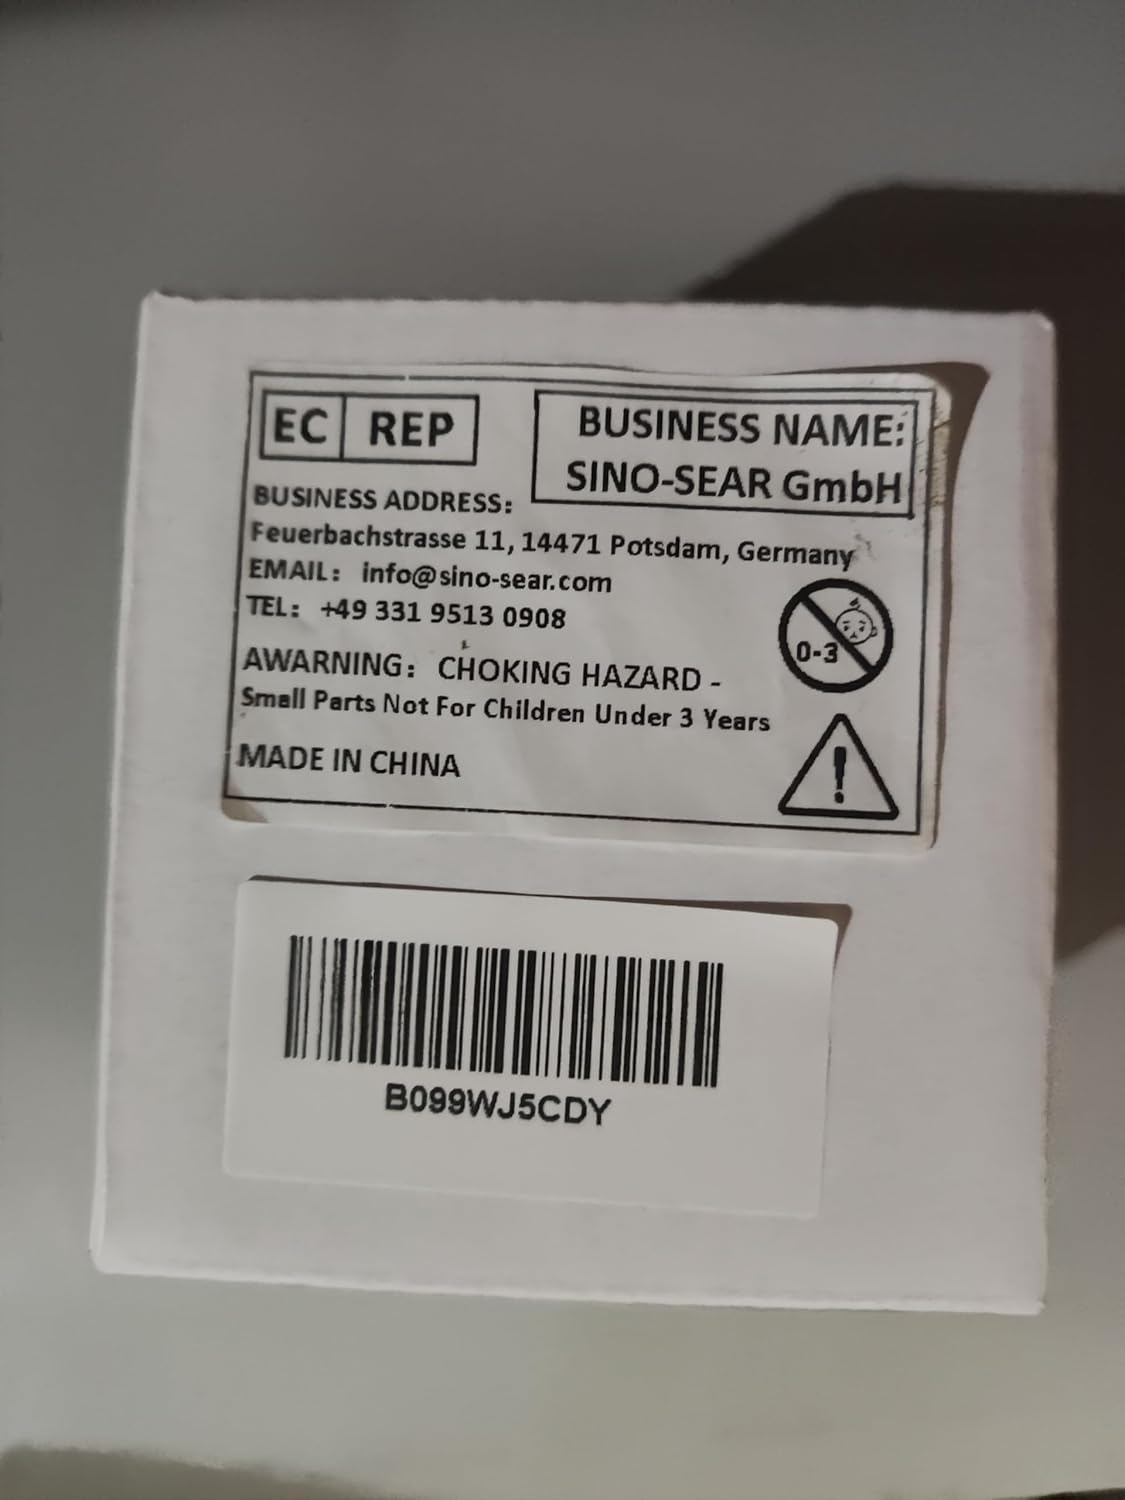 EC REP
BUSINESS NAME:
SINO-SEAR GmbH
BUSINESS ADDRESS:
Feuerbachstrasse 11, 14471 Potsdam, Germany
EMAIL: info@sino-sear.com
TEL: +49 331 9513 0908
0-3
AWARNING: CHOKING HAZARD -
Small Parts Not For Children Under 3 Years
MADE IN CHINA
!
B099WJ5CDY